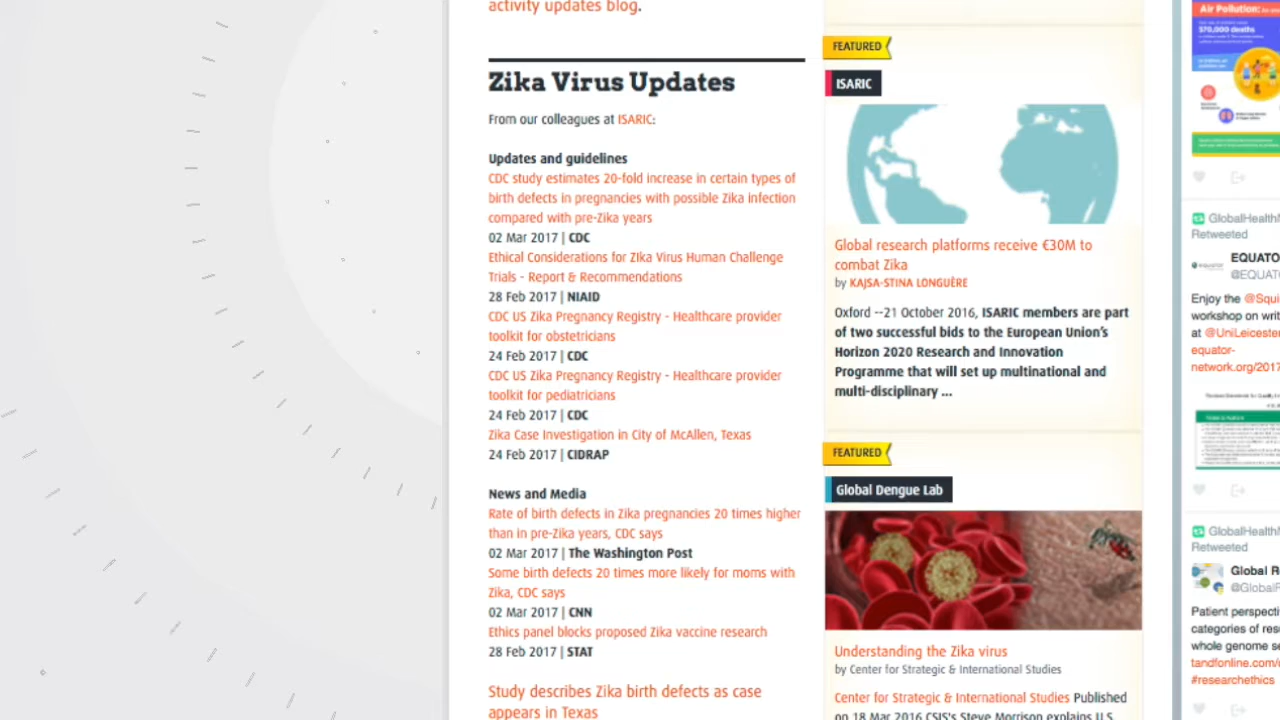 activity updates blog.
Zika Virus Updates
From our colleagues at ISARIC:
Updates and guidelines
CDC study estimates 20-fold increase in certain types of
birth defects in pregnancies with possible Zika infection
compared with pre-Zika years
02 Mar 2017 | CDC
Ethical Considerations for ZIka Virus Human Challenge
Trials - Report & Recommendations
28 Feb 2017 | NIAID
CDC US Zika Pregnancy Registry - Healthcare provider
toolkit for obstetricians
24 Feb 2017 | CDC
CDC US Zika Pregnancy Registry - Healthcare provider
toolkit for pediatricians
24 Feb 2017 | CDC
Zika Case Investigation in City of McAllen, Texas
24 Feb 2017 | CIDRAP
News and Media
Rate of birth defects in Zika pregnancies 20 times higher
than in pre-Zika years, CDC says
02 Mar 2017 | The Washington Post
Some birth defects 20 times more likely for moms with
Zika, CDC says
02 Mar 2017 | CNN
Ethics panel blocks proposed Zika vaccine research
28 Feb 2017 | STAT
Study describes Zika birth defects as case
appears in Texas
FEATURED
ISARIC
Global research platforms receive €30M to
combat Zika
by KAJSA-STINA LONGUÈRE
Oxford --21 October 2016, ISARIC members are part
of two successful bids to the European Union's
Horizon 2020 Research and Innovation
Programme that will set up multinational and
multi-disciplinary ...
FEATURED
Global Dengue Lab
Understanding the Zika virus
by Center for Strategic & International Studies
Center for Strategic & International Studies Published
on 18 Mar 2016 CSIS's Steve Morrison explains U.S.
Air Pollution:
570,000 deaths
GlobalHealth
Retweeted
EQUATOR
@EQUAT
Enjoy the @Squi
workshop on writ
at @UniLeicester
equator-
network.org/2017
GlobalHealth
Retweeted
Global R
@GlobalR
Patient perspecti
categories of res
whole genome se
tandfonline.com/
#researchethics